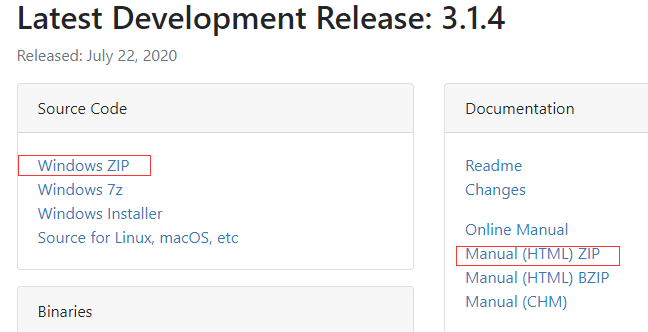 Latest Development Release: 3.1.4
Released: July 22, 2020
Source Code
Windows ZIP
Windows 7z
Windows Installer
Source for Linux, macOS, etc
Binaries
Documentation
Readme
Changes
Online Manual
Manual (HTML) ZIP
Manual (HTML) BZIP
Manual (CHM)